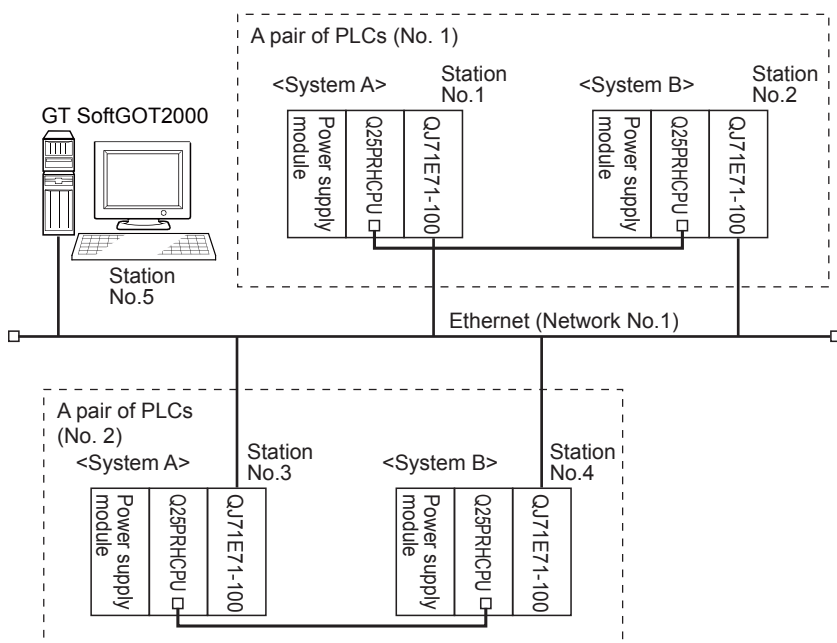 A pair of PLCs (No. 1)
<System A>
Station
No.1
<System B>
Station
No.2
GT SoftGOT2000
Power supply
module
Q25PRHCPU
QJ71E71-100
Power supply
module
Q25PRHCPU
QJ71E71-100
Station
No.5
Ethernet (Network No.1)
A pair of PLCs
(No. 2)
<System A>
Station
No.3
<System B>
Station
No.4
Power supply
module
Q25PRHCPU
QJ71E71-100
Power supply
module
Q25PRHCPU
QJ71E71-100